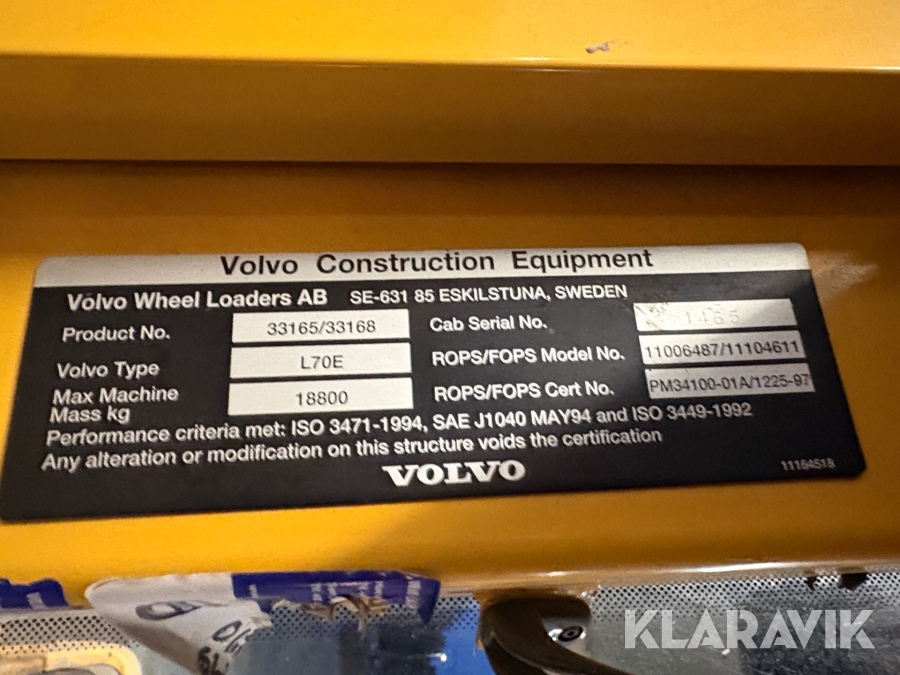 Volvo Construction Equipment
Volvo Wheel Loaders AB SE-631 85 ESKILSTUNA, SWEDEN
Product No. 33165/33168 Cab Serial No. 1465
Volvo Type L70E ROPS/FOPS Model No. 11006487/11104611
Max Machine Mass kg 18800 ROPS/FOPS Cert No. PM34100-01A/1225-97
Performance criteria met: ISO 3471-1994, SAE J1040 MAY94 and ISO 3449-1992
Any alteration or modification on this structure voids the certification
VOLVO
KLARAVIK